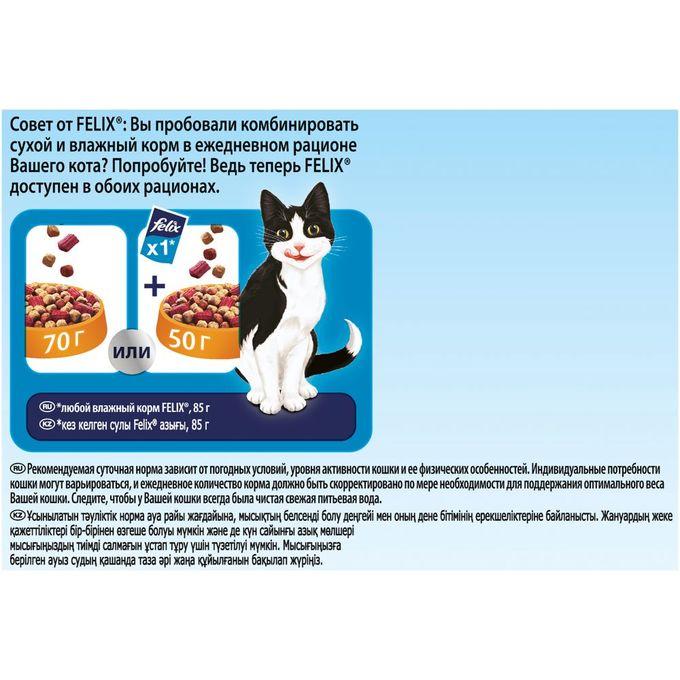 Совет от FELIX®: Вы пробовали комбинировать
сухой и влажный корм в ежедневном рационе
Вашего кота? Попробуйте! Ведь теперь FELIX®
доступен в обоих рационах.
felix
x1*
+
70 г
или
50 г
RU *любой влажный корм FELIX®, 85 г
KZ *кез келген сулы Felix® азығы, 85 г
RU Рекомендуемая суточная норма зависит от погодных условий, уровня активности кошки и ее физических особенностей. Индивидуальные потребности
кошки могут варьироваться, и ежедневное количество корма должно быть скорректировано по мере необходимости для поддержания оптимального веса
Вашей кошки. Следите, чтобы у Вашей кошки всегда была чистая свежая питьевая вода.
KZ Ұсынылатын тәуліктік норма ауа райы жағдайына, мысықтың белсенді болу деңгейі мен оның дене бітімінің ерекшеліктеріне байланысты. Жануардың жеке
қажеттіліктері бір-бірінен өзгеше болуы мүмкін және де күн сайынғы азық мөлшері
мысығыңыздың тиімді салмағын ұстап тұру үшін түзетілуі мүмкін. Мысығыңызға
берілген ауыз судың қашанда таза әрі жаңа құйылғанын бақылап жүріңіз.